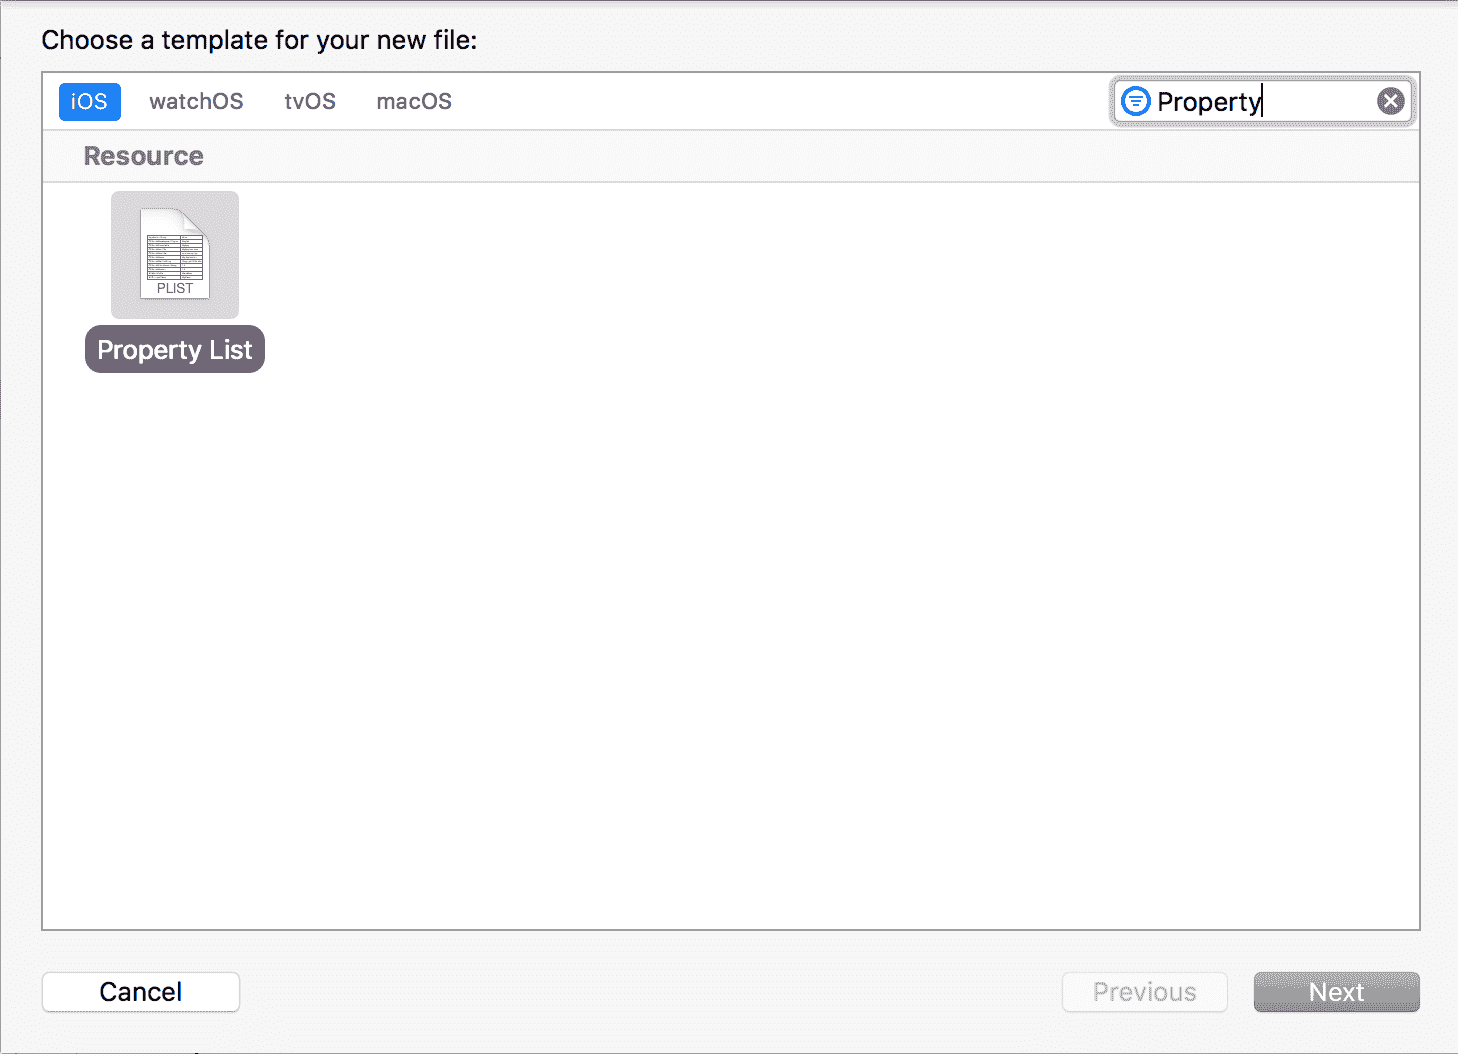 Choose a template for your new file:
iOS watchOS tvOS macOS Property
Resource
PLIST
Property List
Cancel Previous Next